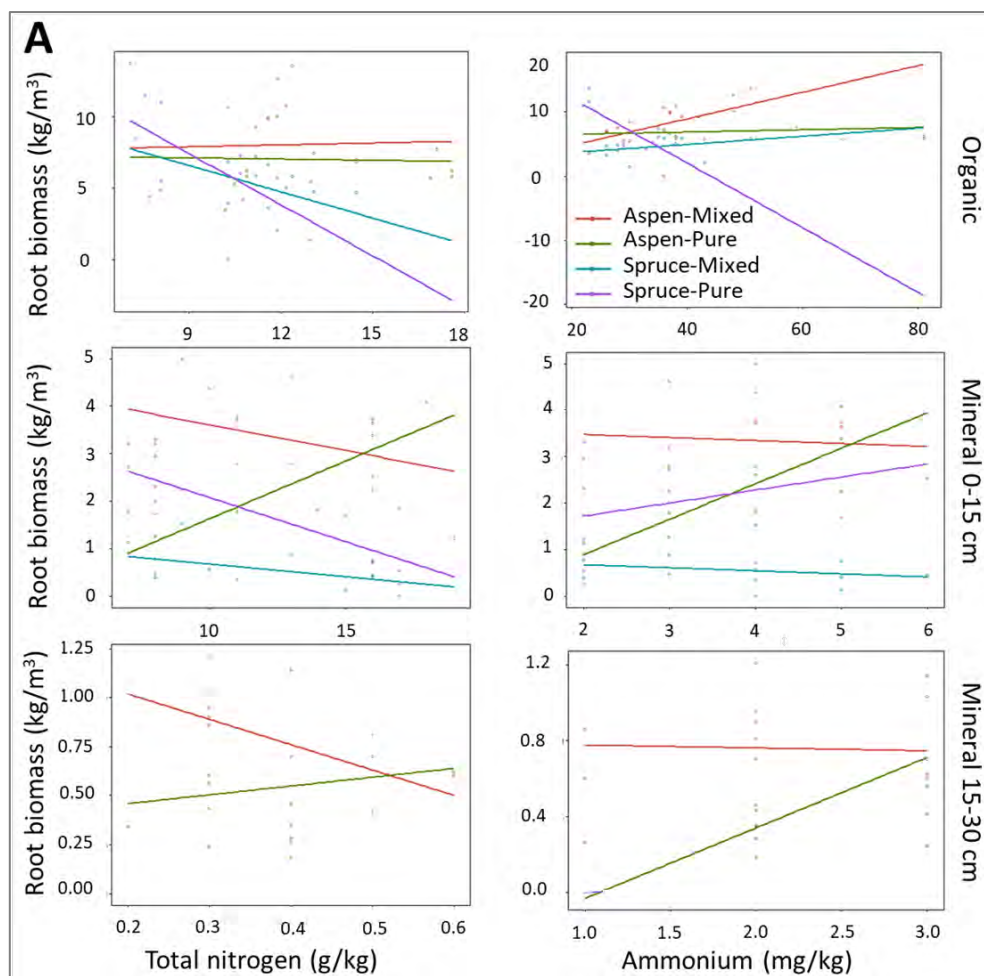 A
Root biomass (kg/m³)
10
5
0
9 12 15 18
20
10
0
-10
-20
20 40 60 80
Aspen-Mixed
Aspen-Pure
Spruce-Mixed
Spruce-Pure
Organic
Root biomass (kg/m³)
5
4
3
2
1
0
10 15
5
4
3
2
1
0
2 3 4 5 6
Mineral 0-15 cm
Root biomass (kg/m³)
1.25
1.00
0.75
0.50
0.25
0.00
0.2 0.3 0.4 0.5 0.6
Total nitrogen (g/kg)
1.2
0.8
0.4
0.0
1.0 1.5 2.0 2.5 3.0
Ammonium (mg/kg)
Mineral 15-30 cm